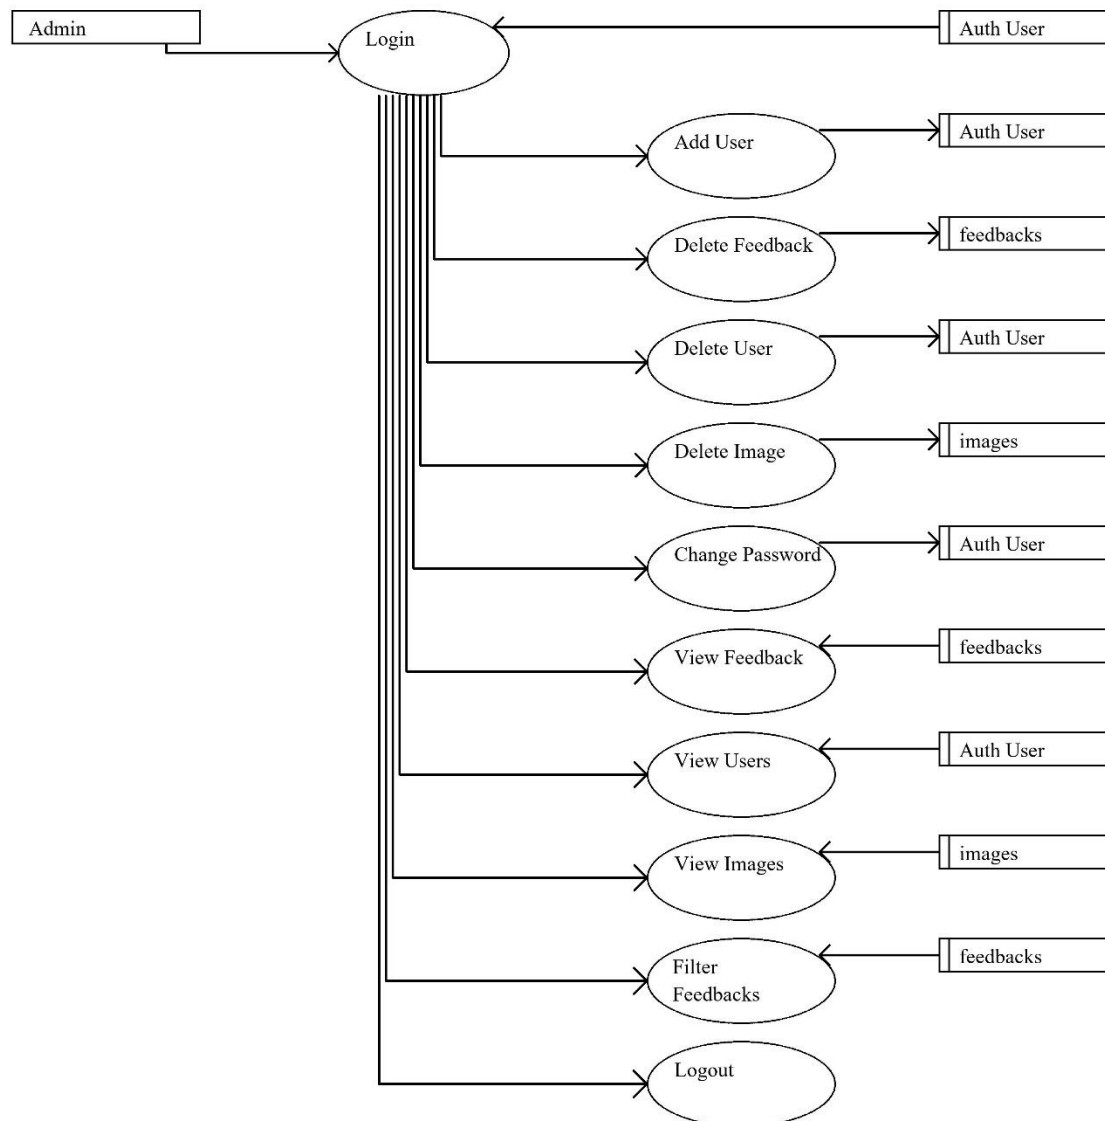 Admin
Login
Auth User
Add User
Auth User
Delete Feedback
feedbacks
Delete User
Auth User
Delete Image
images
Change Password
Auth User
View Feedback
feedbacks
View Users
Auth User
View Images
images
Filter
Feedbacks
feedbacks
Logout